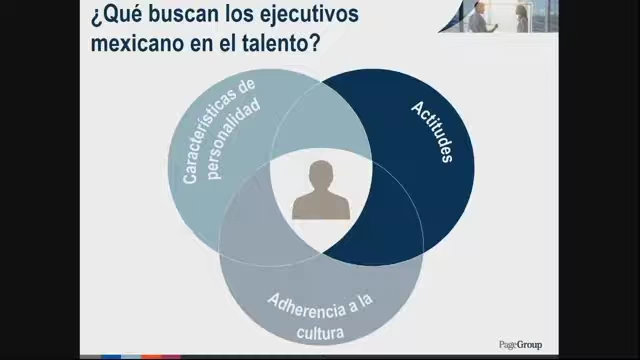 ¿Qué buscan los ejecutivos
mexicano en el talento?
Características de
personalidad
Actitudes
Adherencia a la
cultura
PageGroup